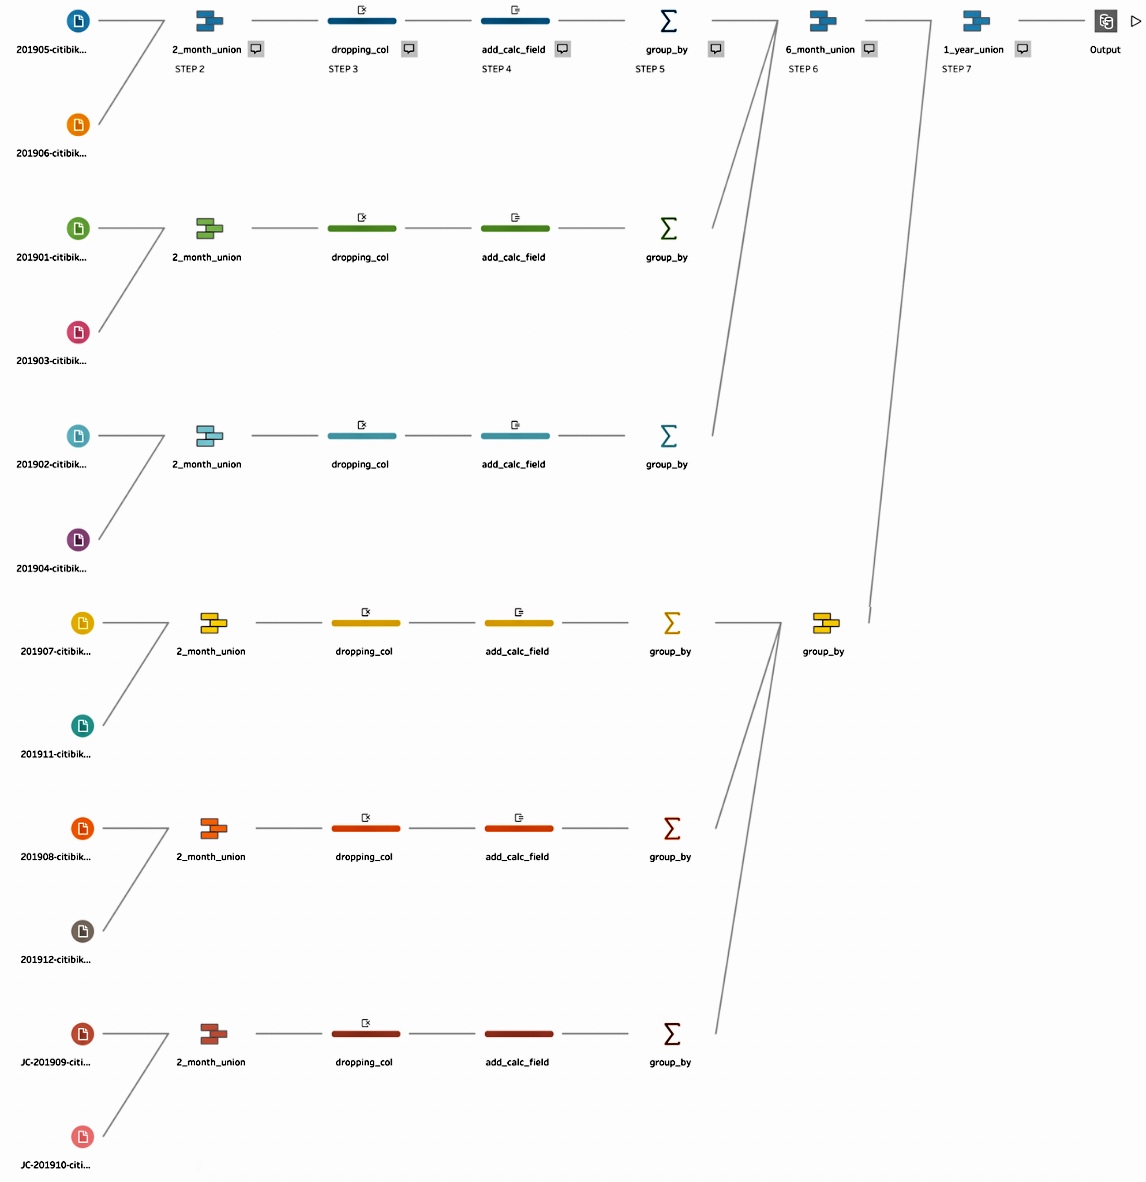 201905-citibik...
2_month_union
dropping_col
add_calc_field
group_by
6_month_union
1_year_union
Output
STEP 2
STEP 3
STEP 4
STEP 5
STEP 6
STEP 7
201906-citibik...
201901-citibik...
2_month_union
dropping_col
add_calc_field
group_by
201903-citibik...
201902-citibik...
2_month_union
dropping_col
add_calc_field
group_by
201904-citibik...
201907-citibik...
2_month_union
dropping_col
add_calc_field
group_by
group_by
201911-citibik...
201908-citibik...
2_month_union
dropping_col
add_calc_field
group_by
201912-citibik...
JC-201909-citi...
2_month_union
dropping_col
add_calc_field
group_by
JC-201910-citi...